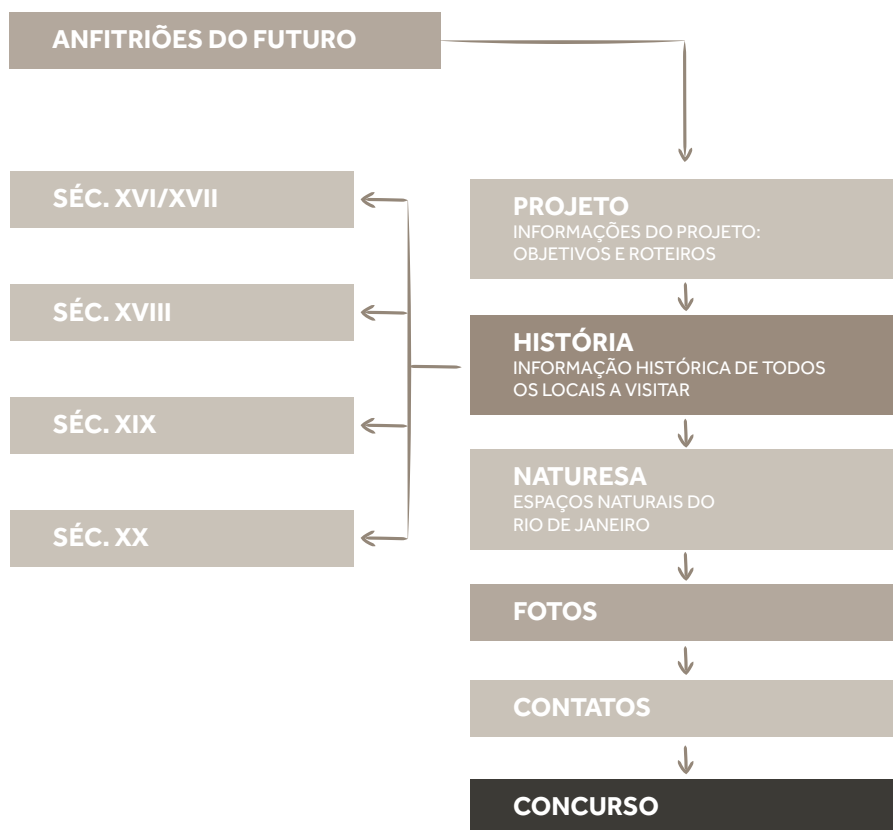 ANFITRIÕES DO FUTURO
SÉC. XVI/XVII
SÉC. XVIII
SÉC. XIX
SÉC. XX
PROJETO
INFORMAÇÕES DO PROJETO:
OBJETIVOS E ROTEIROS
HISTÓRIA
INFORMAÇÃO HISTÓRICA DE TODOS
OS LOCAIS A VISITAR
NATURESA
ESPAÇOS NATURAIS DO
RIO DE JANEIRO
FOTOS
CONTATOS
CONCURSO